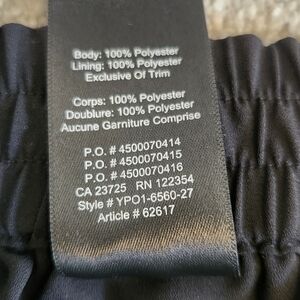 Body: 100% Polyester
Lining: 100% Polyester
Exclusive Of Trim
Corps: 100% Polyester
Doublure: 100% Polyester
Aucune Garniture Comprise
P.O. # 4500070414
P.O. # 4500070415
P.O. # 4500070416
CA 23725 RN 122354
Style # YPO1-6560-27
Article # 62617